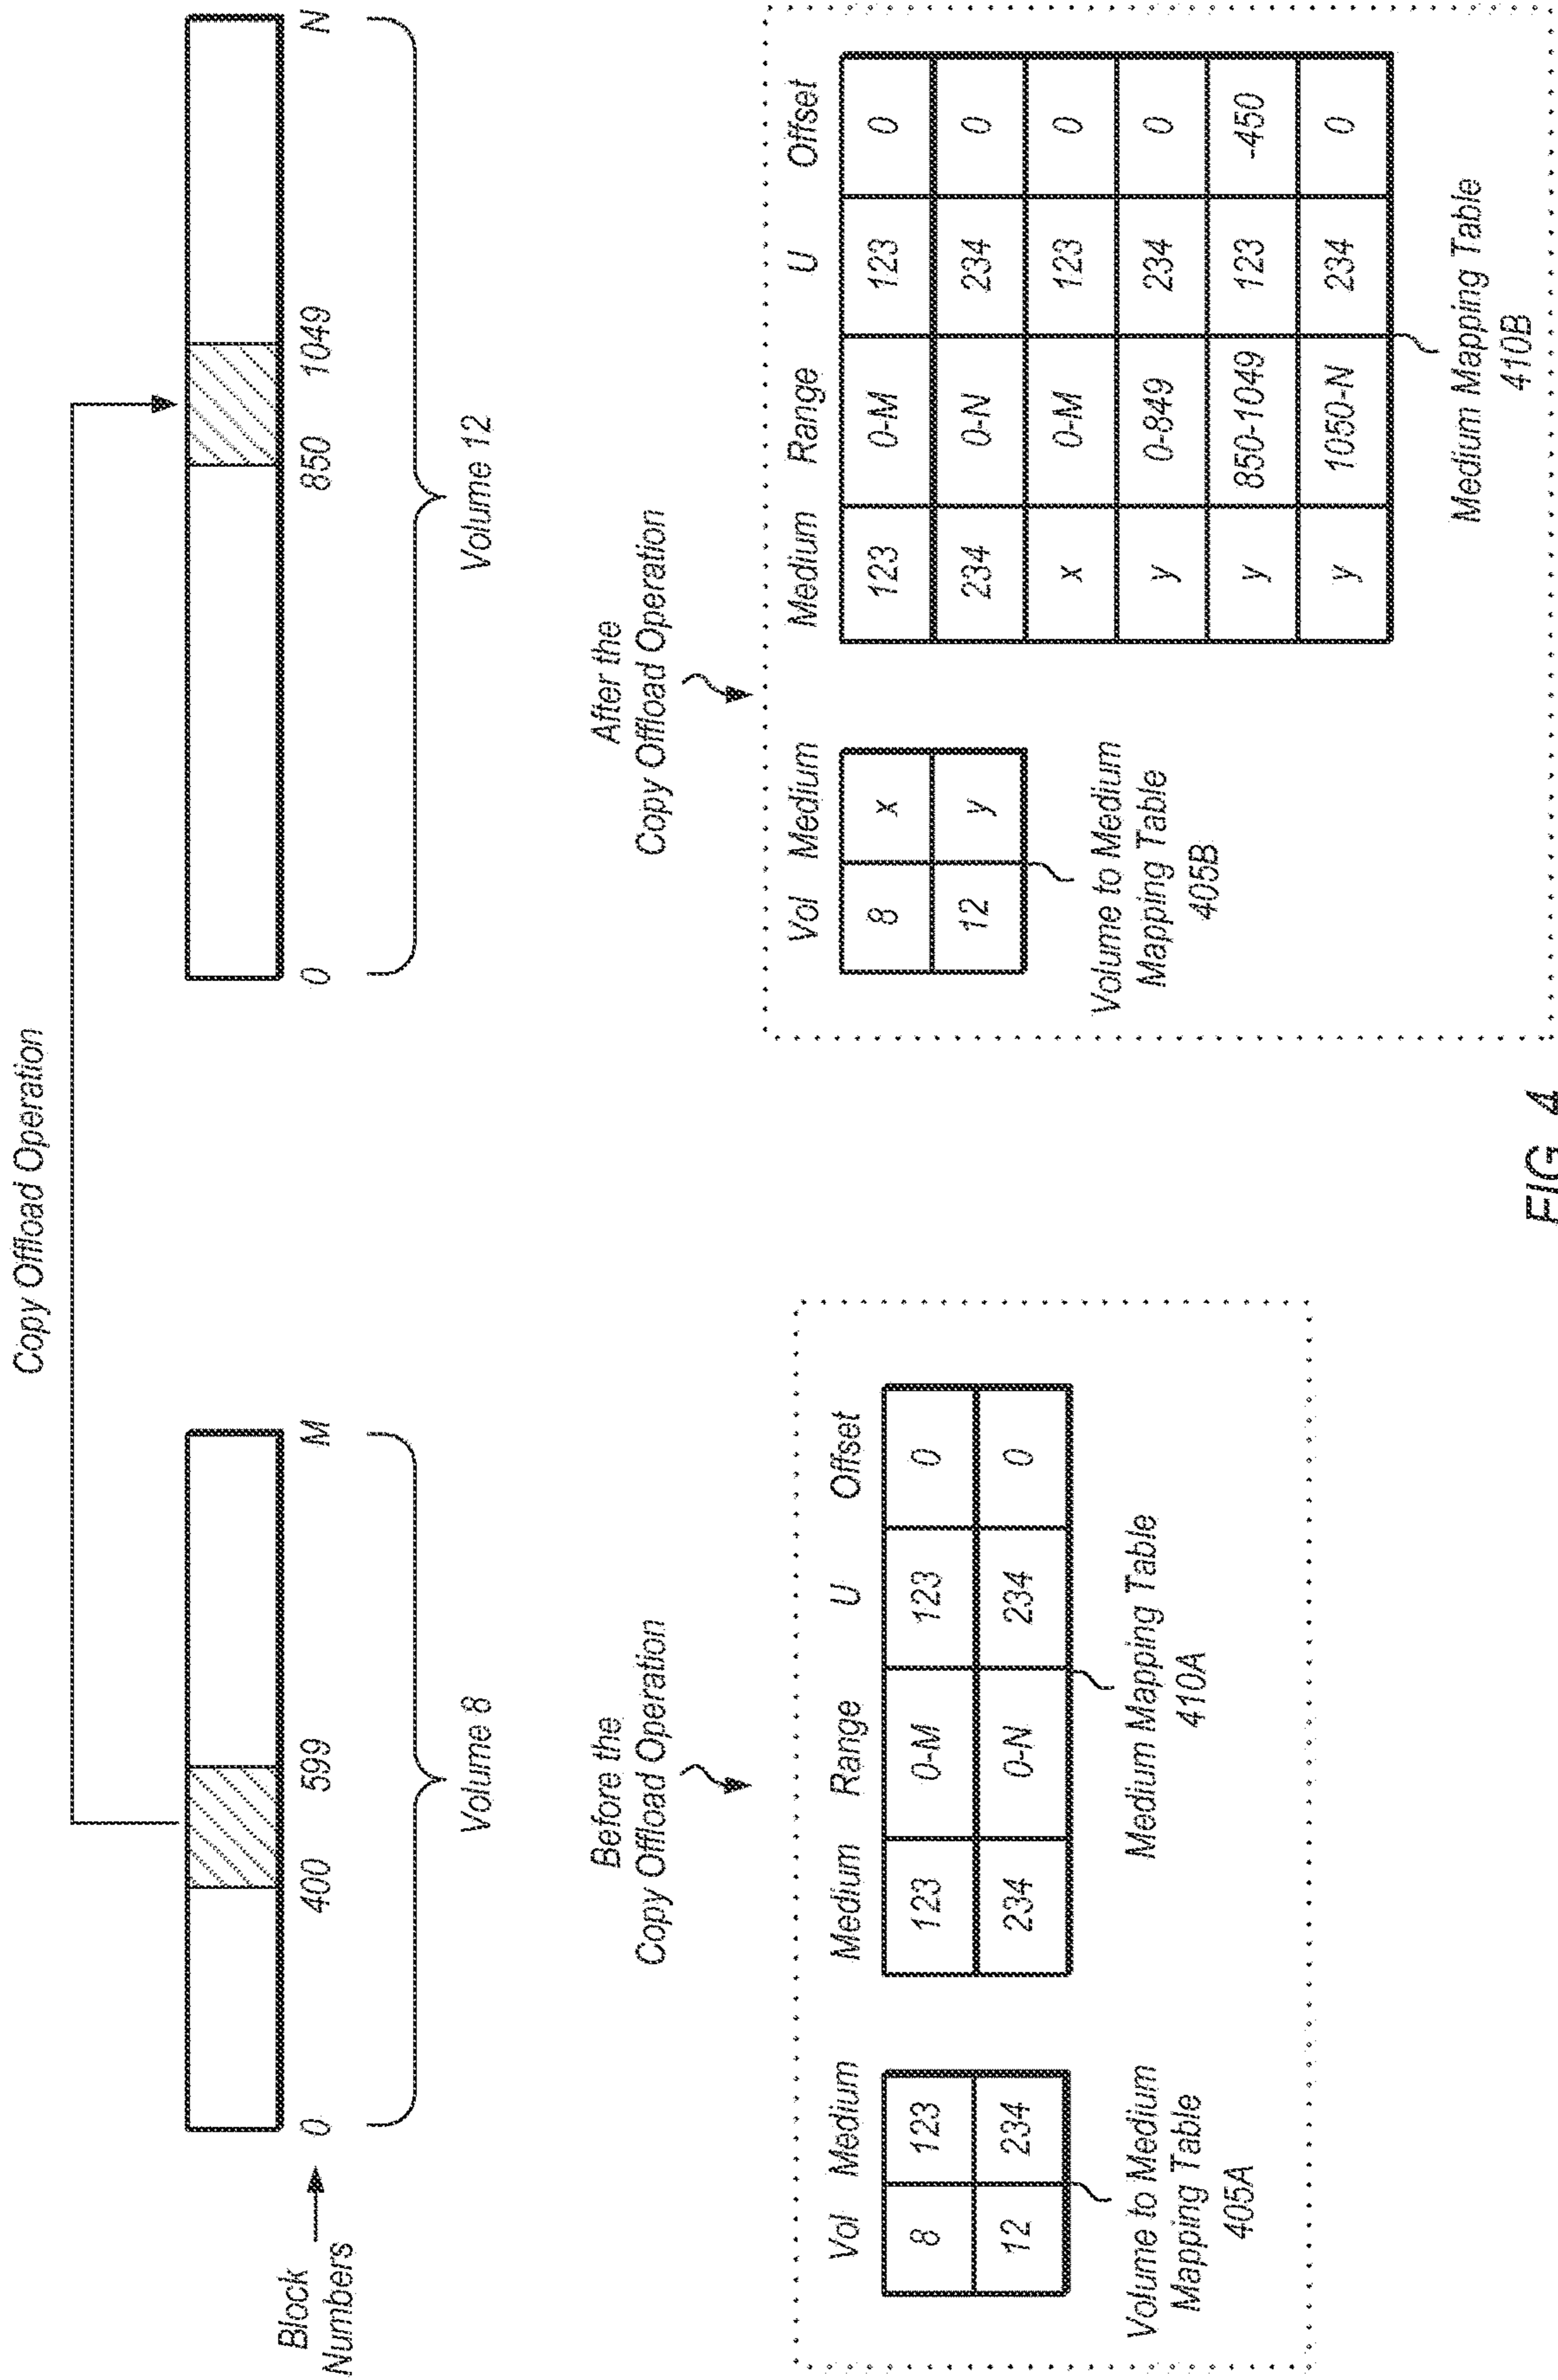 Copy Offload Operation
Block
Numbers
0 400 599 M
0 850 1049 N
Volume 8
Volume 12
Before the
Copy Offload Operation
Vol Medium
8 123
12 234
Volume to Medium
Mapping Table
405A
Medium Range U Offset
123 0-M 123 0
234 0-N 234 0
Medium Mapping Table
410A
After the
Copy Offload Operation
Vol Medium
8 x
12 y
Volume to Medium
Mapping Table
405B
Medium Range U Offset
123 0-M 123 0
234 0-N 234 0
x 0-M 123 0
y 0-849 234 0
y 850-1049 123 -450
y 1050-N 234 0
Medium Mapping Table
410B
FIG. 4